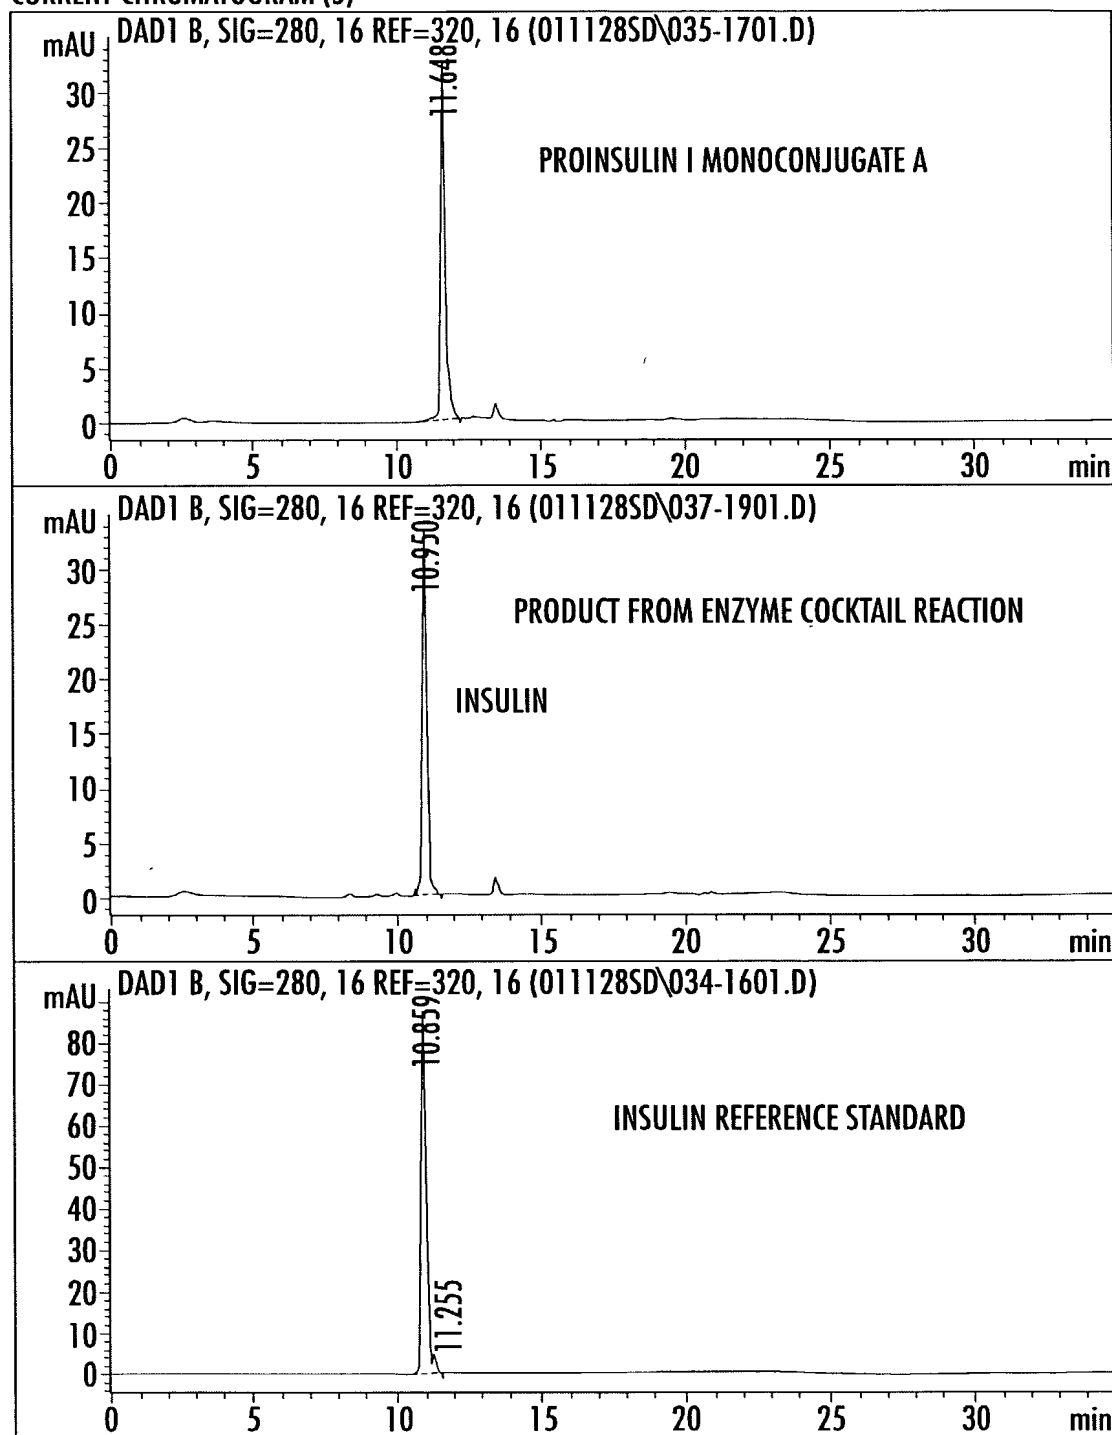 CURRENT CHROMATOGRAM (S)
DAD1 B, SIG=280, 16 REF=320, 16 (011128SD\035-1701.D)
mAU
11.648
30
25
20
15
10
5
0
PROINSULIN I MONOCONJUGATE A
0 5 10 15 20 25 30 min
DAD1 B, SIG=280, 16 REF=320, 16 (011128SD\037-1901.D)
mAU
10.950
30
25
20
15
10
5
0
PRODUCT FROM ENZYME COCKTAIL REACTION
INSULIN
0 5 10 15 20 25 30 min
DAD1 B, SIG=280, 16 REF=320, 16 (011128SD\034-1601.D)
mAU
10.859
80
70
60
50
40
30
20
10
0
INSULIN REFERENCE STANDARD
11.255
0 5 10 15 20 25 30 min